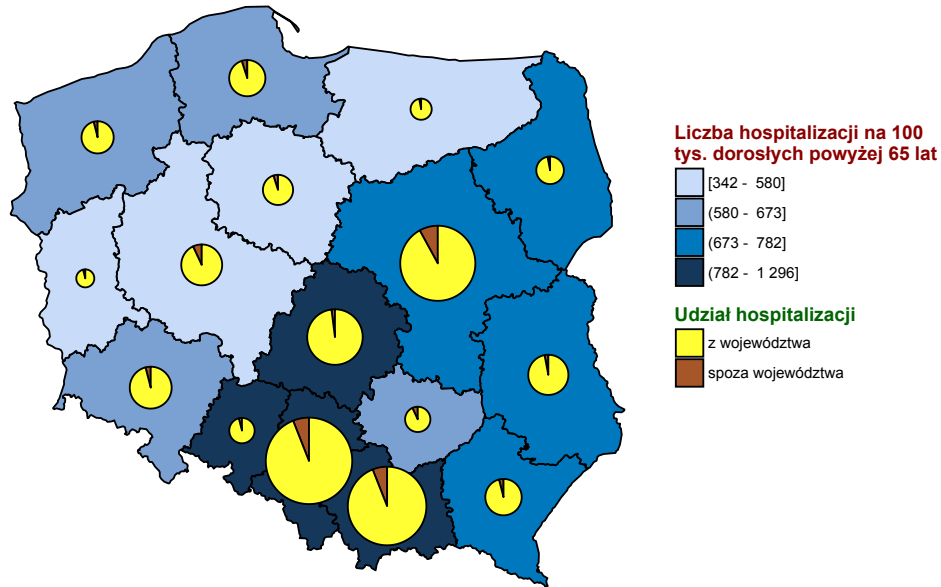 Liczba hospitalizacji na 100
tys. dorosłych powyżej 65 lat
[342 - 580]
(580 - 673]
(673 - 782]
(782 - 1 296]
Udział hospitalizacji
z województwa
spoza województwa